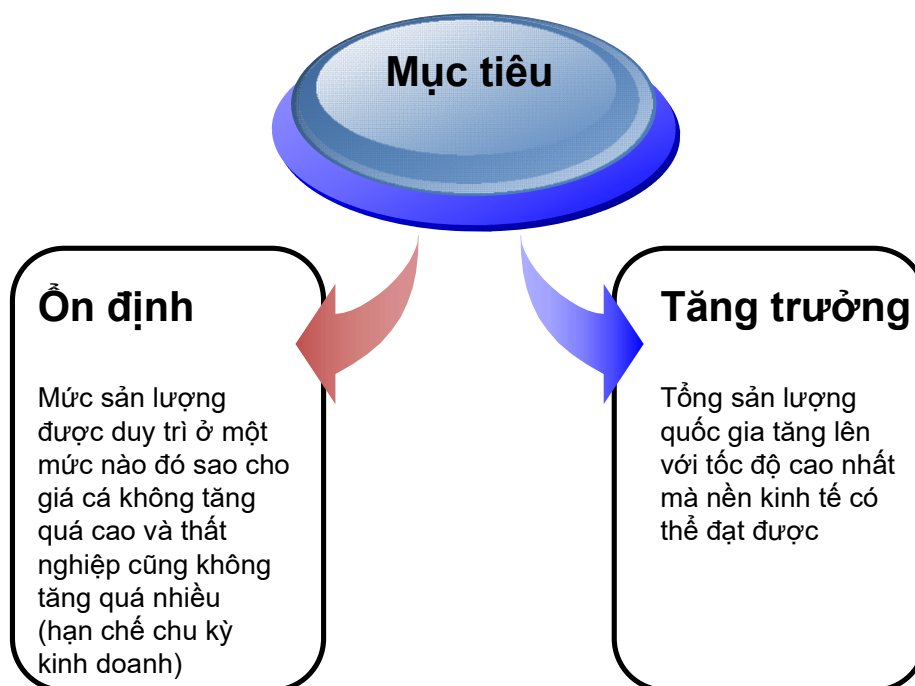 Mục tiêu
Ổn định
Mức sản lượng
được duy trì ở một
mức nào đó sao cho
giá cá không tăng
quá cao và thất
nghiệp cũng không
tăng quá nhiều
(hạn chế chu kỳ
kinh doanh)
Tăng trưởng
Tổng sản lượng
quốc gia tăng lên
với tốc độ cao nhất
mà nền kinh tế có
thể đạt được